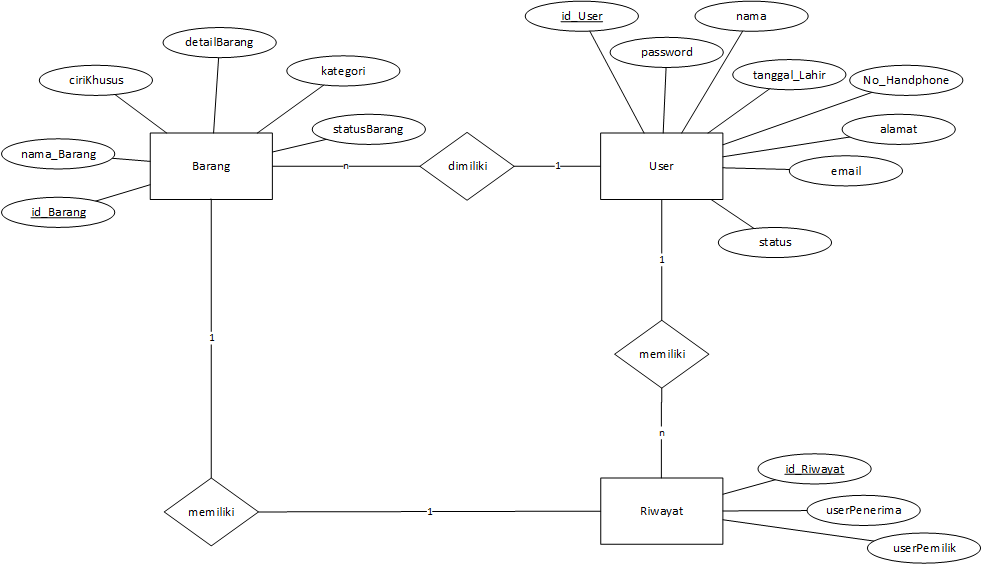 id_User
nama
detailBarang
password
ciriKhusus
kategori
tanggal_Lahir
No_Handphone
statusBarang
alamat
nama_Barang
Barang
n
dimiliki
1
User
email
id_Barang
status
1
1
memiliki
n
id_Riwayat
memiliki
1
Riwayat
userPenerima
userPemilik